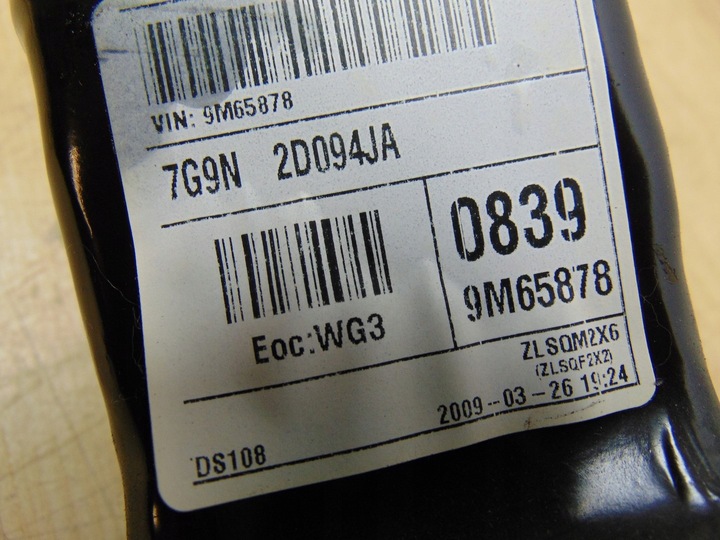 VIN: 9M65878
7G9N 2D094JA
0839
9M65878
Eoc:WG3
ZLSQM2X6
(ZLSQF2X2)
2009-03-26 19:24
DS108